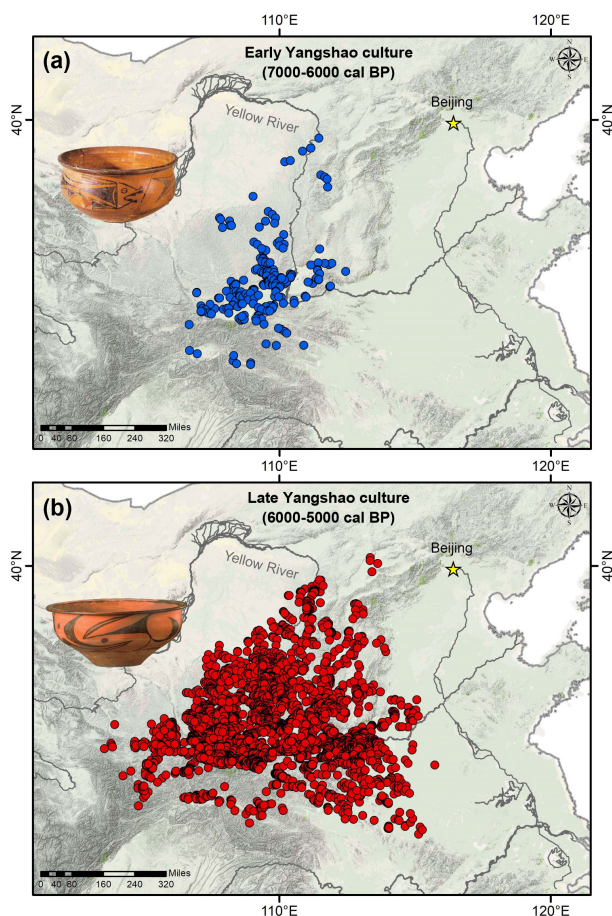 110°E
120°E
(a)
Early Yangshao culture
(7000-6000 cal BP)
N
W
E
S
40°N
40°N
Yellow River
Beijing
Miles
0 40 80 160 240 320
110°E
120°E
(b)
Late Yangshao culture
(6000-5000 cal BP)
N
W
E
S
40°N
40°N
Yellow River
Beijing
Miles
0 40 80 160 240 320
110°E
120°E